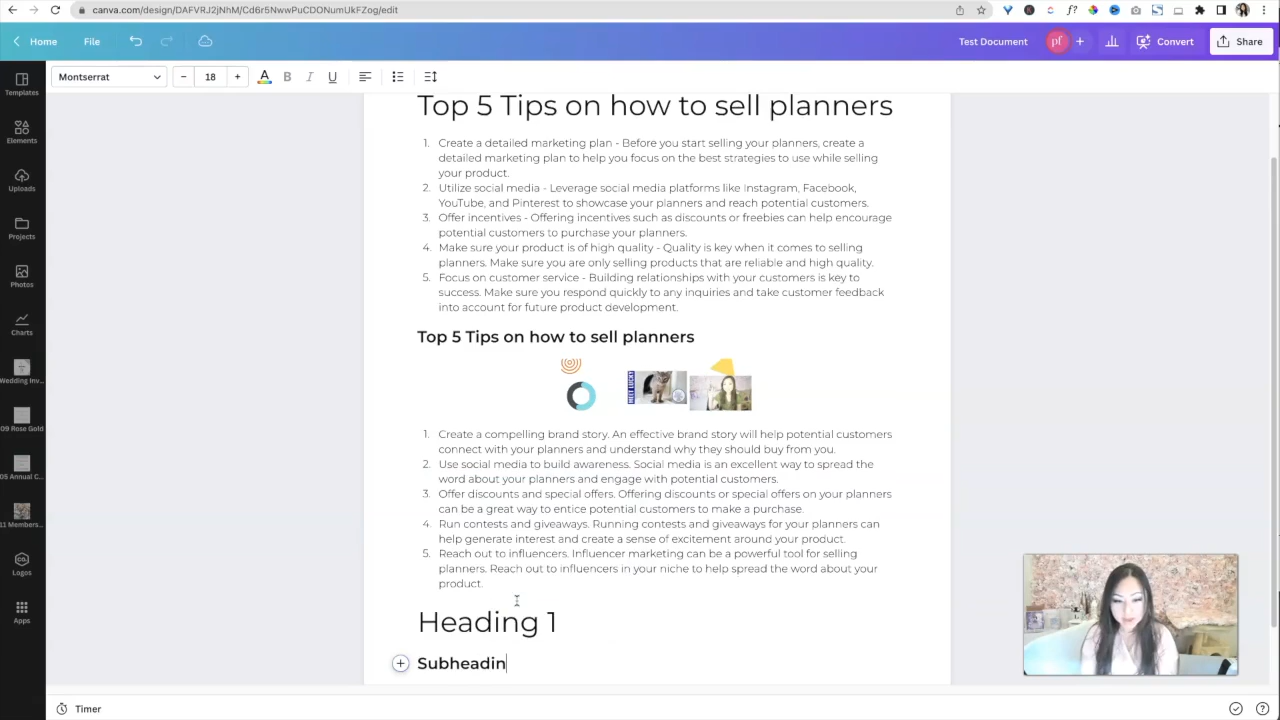 canva.com/design/DAFVRJ2jNhM/Cd6r5NwwPuCDONumUkFZog/edit
Home
File
Test Document
pf
Convert
Share
Montserrat
18
A
B
I
U
Templates
Elements
Uploads
Projects
Photos
Charts
Wedding Inv...
09 Rose Gold
05 Annual C...
11 Members...
Logos
Apps
Top 5 Tips on how to sell planners
1. Create a detailed marketing plan - Before you start selling your planners, create a
detailed marketing plan to help you focus on the best strategies to use while selling
your product.
2. Utilize social media - Leverage social media platforms like Instagram, Facebook,
YouTube, and Pinterest to showcase your planners and reach potential customers.
3. Offer incentives - Offering incentives such as discounts or freebies can help encourage
potential customers to purchase your planners.
4. Make sure your product is of high quality - Quality is key when it comes to selling
planners. Make sure you are only selling products that are reliable and high quality.
5. Focus on customer service - Building relationships with your customers is key to
success. Make sure you respond quickly to any inquiries and take customer feedback
into account for future product development.
Top 5 Tips on how to sell planners
MEET LUCKY
1. Create a compelling brand story. An effective brand story will help potential customers
connect with your planners and understand why they should buy from you.
2. Use social media to build awareness. Social media is an excellent way to spread the
word about your planners and engage with potential customers.
3. Offer discounts and special offers. Offering discounts or special offers on your planners
can be a great way to entice potential customers to make a purchase.
4. Run contests and giveaways. Running contests and giveaways for your planners can
help generate interest and create a sense of excitement around your product.
5. Reach out to influencers. Influencer marketing can be a powerful tool for selling
planners. Reach out to influencers in your niche to help spread the word about your
product.
Heading 1
Subheadin
Timer